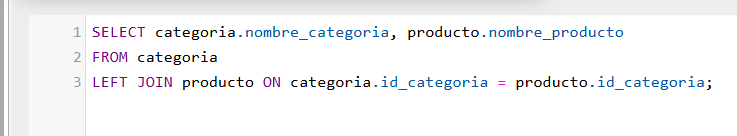 1 SELECT categoria.nombre_categoria, producto.nombre_producto
2 FROM categoria
3 LEFT JOIN producto ON categoria.id_categoria = producto.id_categoria;